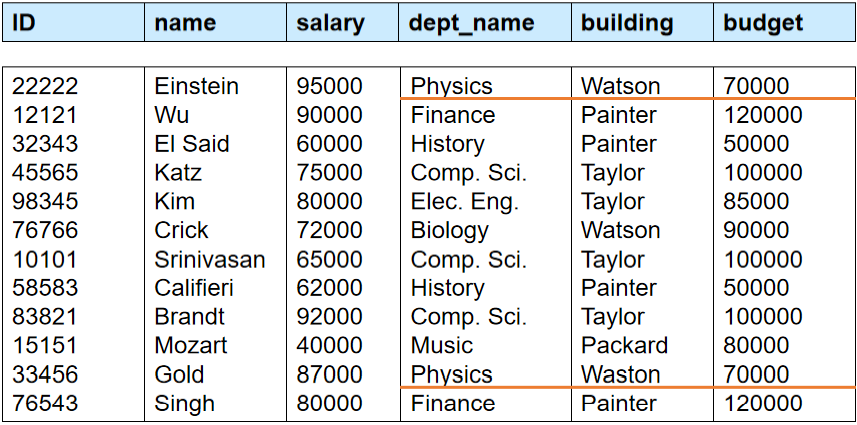 ID name salary dept_name building budget
22222 Einstein 95000 Physics Watson 70000
12121 Wu 90000 Finance Painter 120000
32343 El Said 60000 History Painter 50000
45565 Katz 75000 Comp. Sci. Taylor 100000
98345 Kim 80000 Elec. Eng. Taylor 85000
76766 Crick 72000 Biology Watson 90000
10101 Srinivasan 65000 Comp. Sci. Taylor 100000
58583 Califieri 62000 History Painter 50000
83821 Brandt 92000 Comp. Sci. Taylor 100000
15151 Mozart 40000 Music Packard 80000
33456 Gold 87000 Physics Waston 70000
76543 Singh 80000 Finance Painter 120000